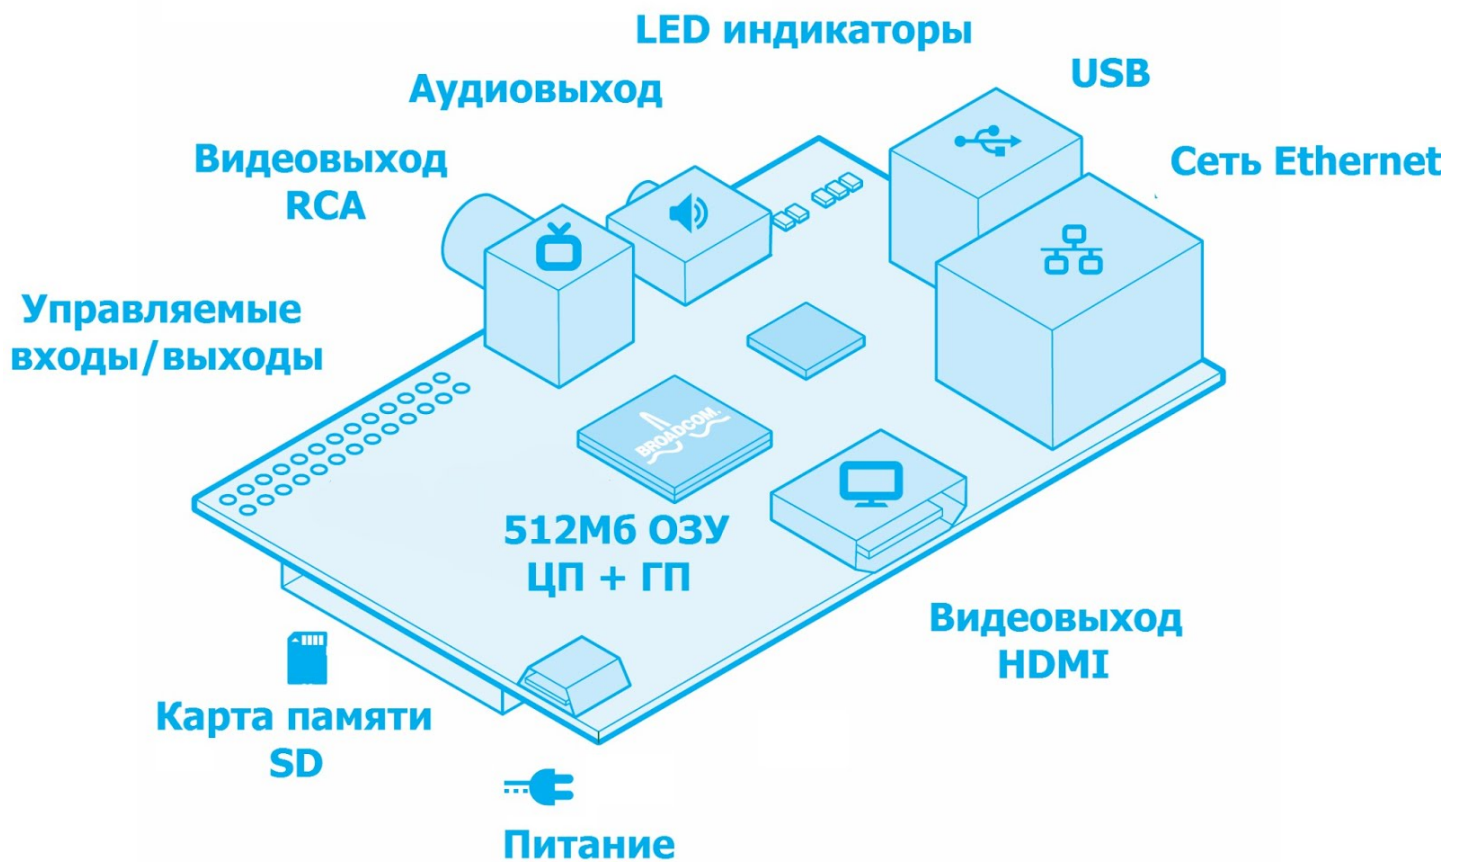 LED индикаторы
USB
Аудиовыход
Видеовыход
RCA
Сеть Ethernet
Управляемые
входы/выходы
BROADCOM.
512Мб ОЗУ
ЦП + ГП
Видеовыход
HDMI
Карта памяти
SD
Питание